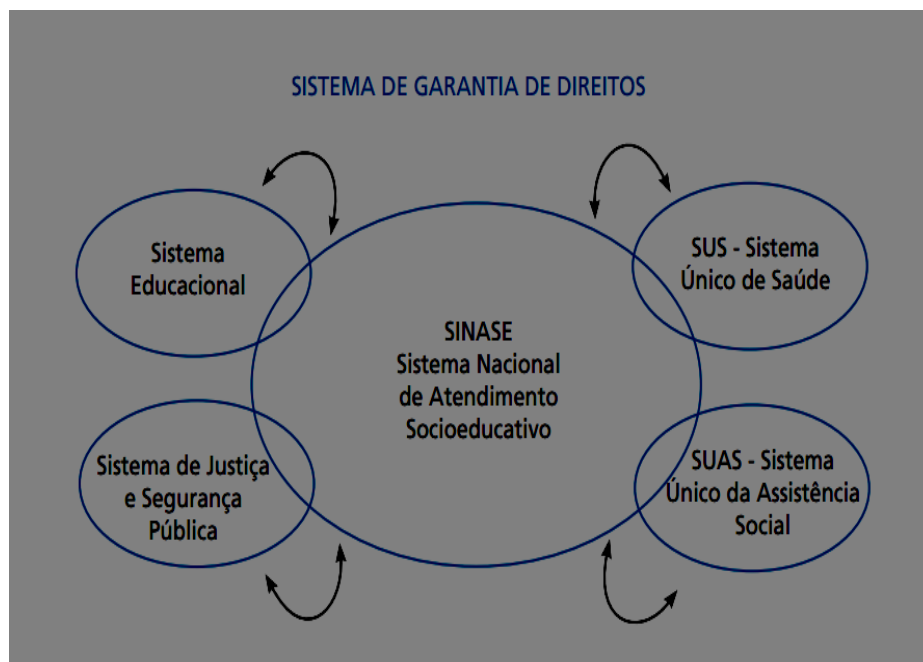 SISTEMA DE GARANTIA DE DIREITOS
Sistema
Educacional
SUS - Sistema
Único de Saúde
SINASE
Sistema Nacional
de Atendimento
Socioeducativo
Sistema de Justiça
e Segurança
Pública
SUAS - Sistema
Único da Assistência
Social